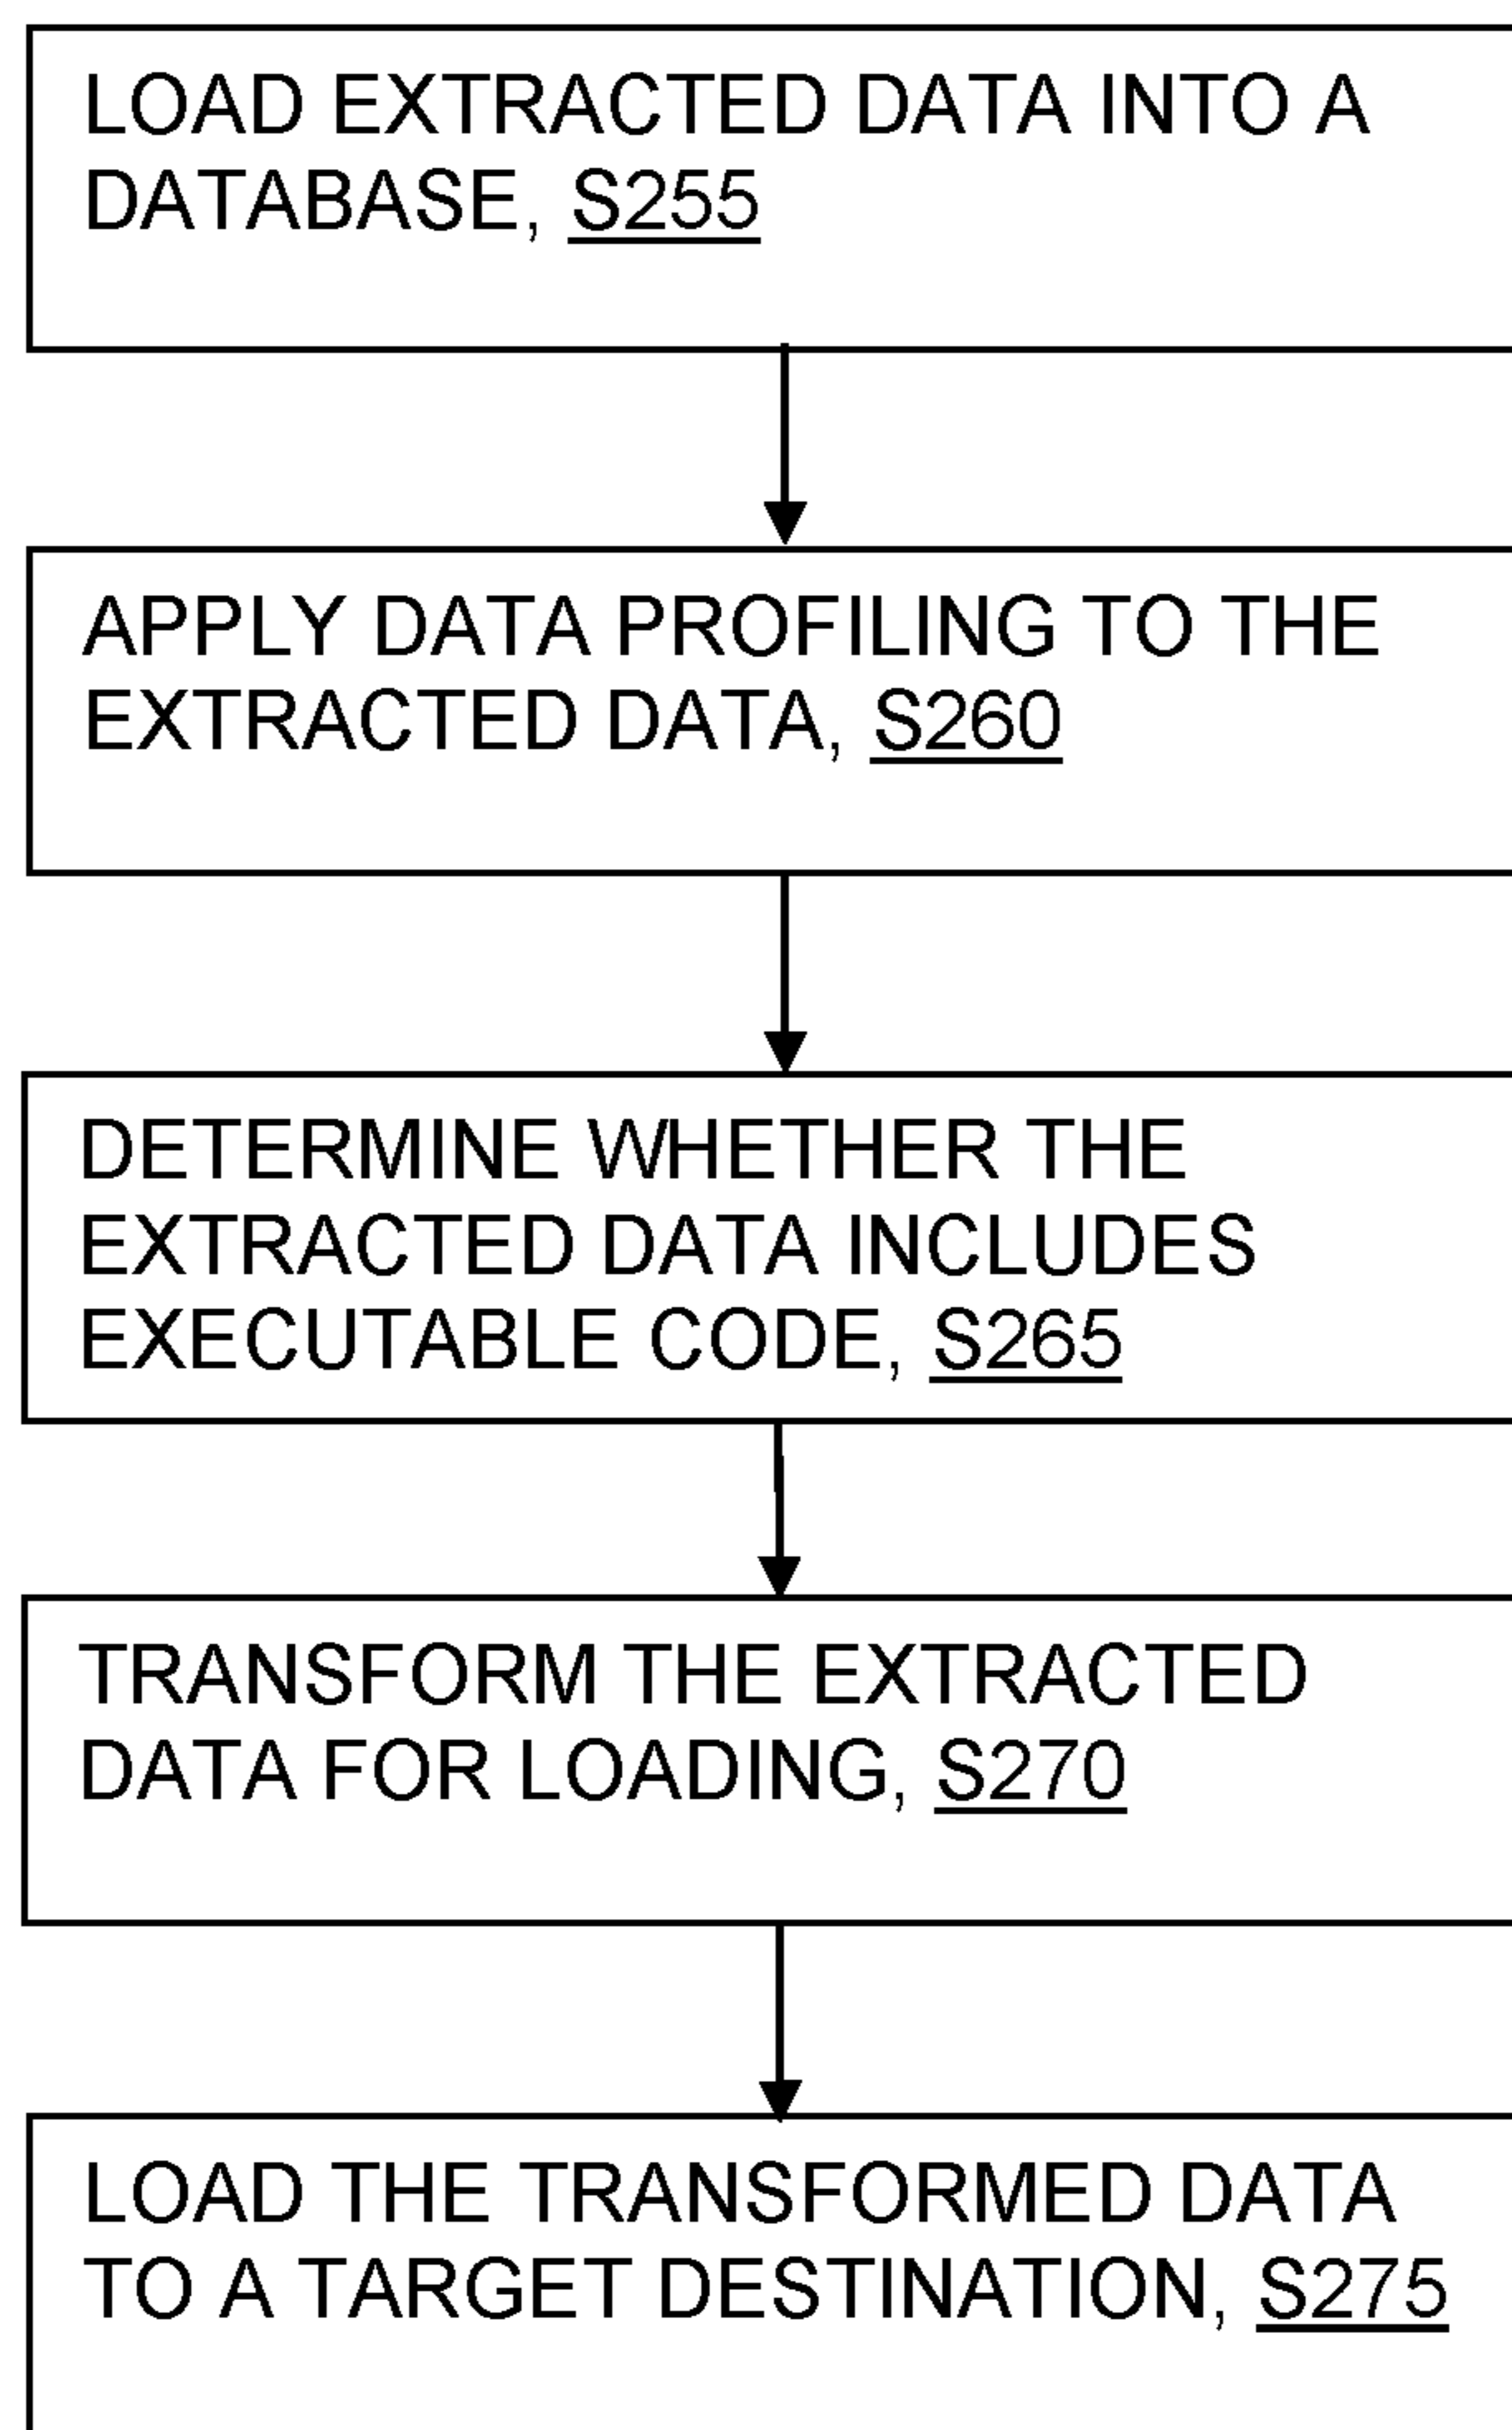 LOAD EXTRACTED DATA INTO A
DATABASE, S255
APPLY DATA PROFILING TO THE
EXTRACTED DATA, S260
DETERMINE WHETHER THE
EXTRACTED DATA INCLUDES
EXECUTABLE CODE, S265
TRANSFORM THE EXTRACTED
DATA FOR LOADING, S270
LOAD THE TRANSFORMED DATA
TO A TARGET DESTINATION, S275